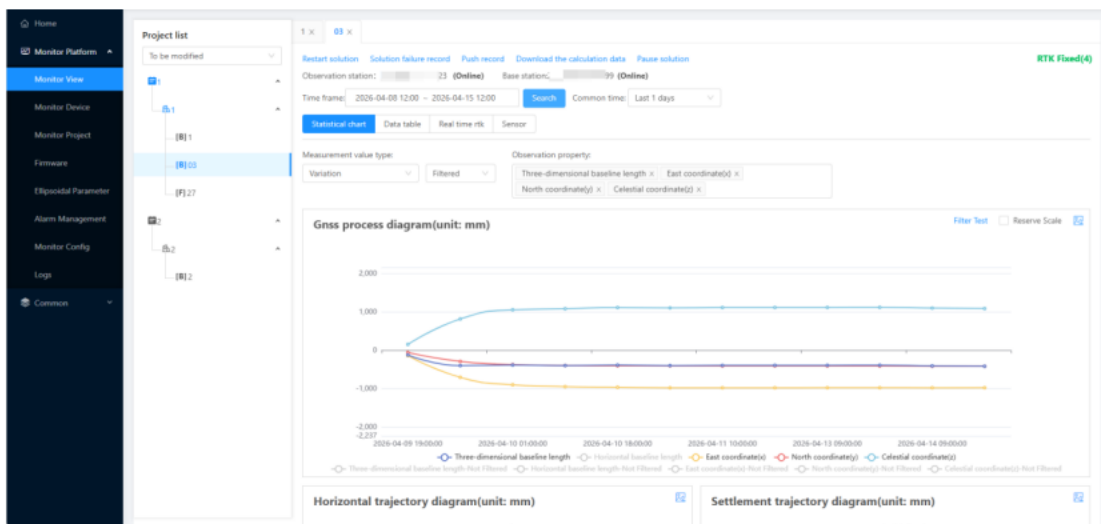 Home
Monitor Platform
Monitor View
Monitor Device
Monitor Project
Firmware
Ellipsoidal Parameter
Alarm Management
Monitor Config
Logs
Common
Project list
To be modified
1
1
[B] 1
[B] 03
[F] 27
2
2
[B] 2
1 × 03 ×
Restart solution Solution failure record Push record Download the calculation data Pause solution RTK Fixed(4)
Observation station: 23 (Online) Base station: 99 (Online)
Time frame: 2026-04-08 12:00 ~ 2026-04-15 12:00 Search Common time: Last 1 days
Statistical chart Data table Real time rtk Sensor
Measurement value type: Observation property:
Variation Filtered Three-dimensional baseline length × East coordinate(x) ×
North coordinate(y) × Celestial coordinate(z) ×
Gnss process diagram(unit: mm) Filter Test Reserve Scale
2,000
1,000
0
-1,000
-2,000
-2,237
2026-04-09 19:00:00 2026-04-10 01:00:00 2026-04-10 18:00:00 2026-04-11 10:00:00 2026-04-13 09:00:00 2026-04-14 09:00:00
Three-dimensional baseline length Horizontal baseline length East coordinate(x) North coordinate(y) Celestial coordinate(z)
Three-dimensional baseline length-Not Filtered Horizontal baseline length-Not Filtered East coordinate(x)-Not Filtered North coordinate(y)-Not Filtered Celestial coordinate(z)-Not Filtered
Horizontal trajectory diagram(unit: mm) Settlement trajectory diagram(unit: mm)